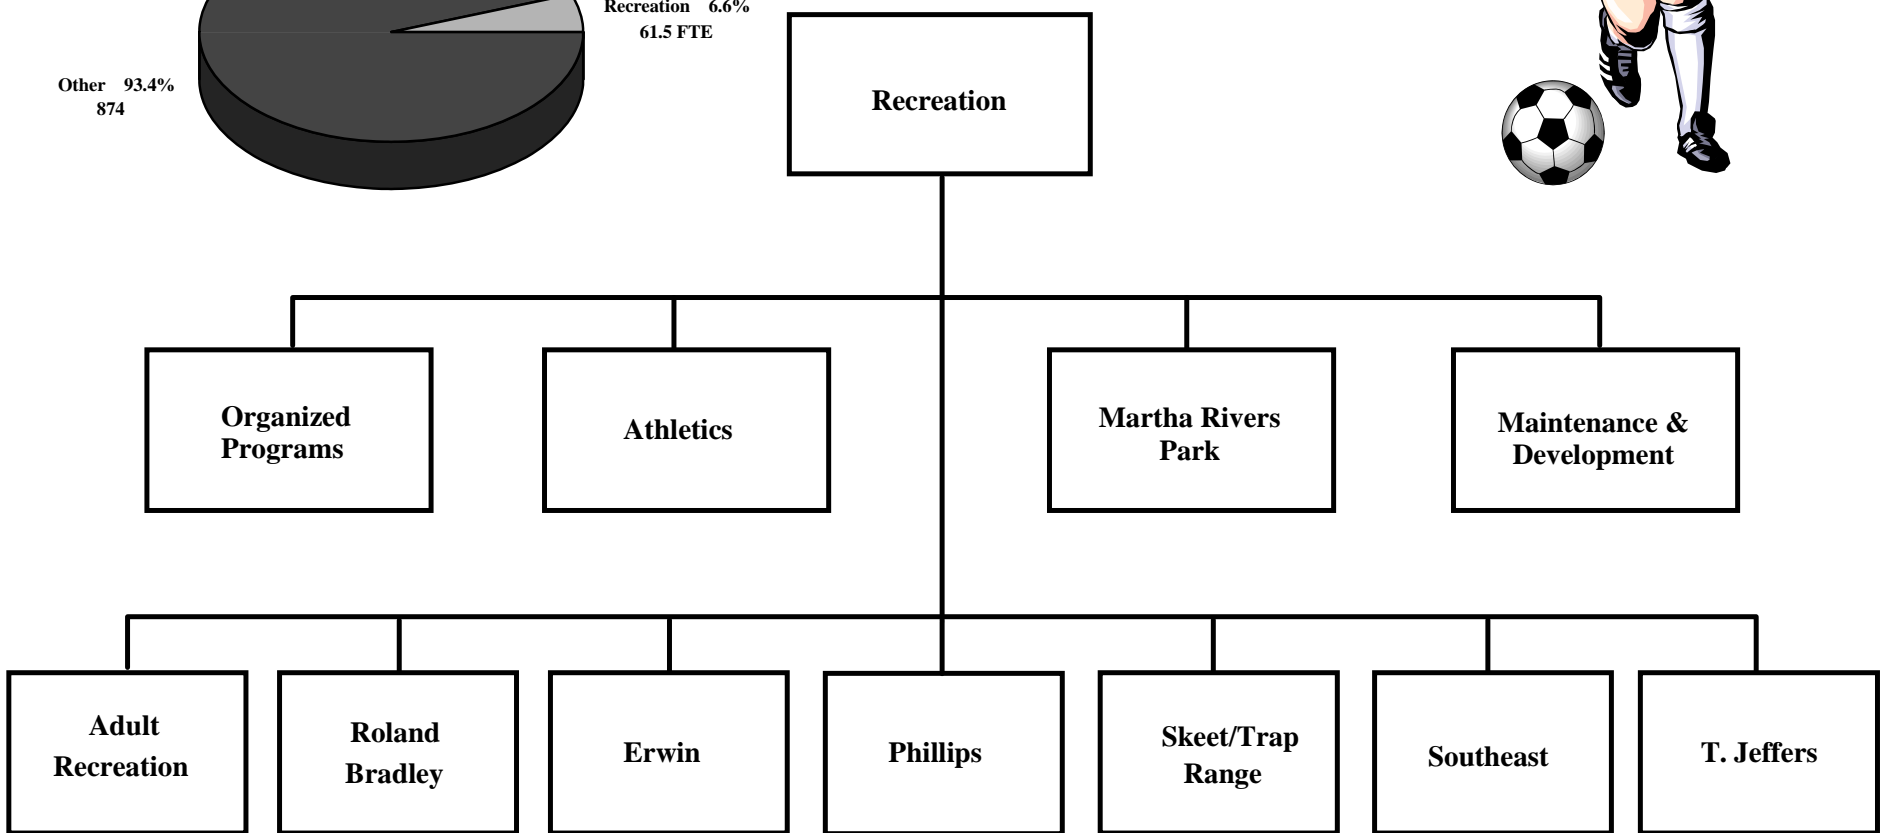 Recreation 6.6%
61.5 FTE
Other 93.4%
874
Recreation
Organized
Programs
Athletics
Martha Rivers
Park
Maintenance &
Development
Adult
Recreation
Roland
Bradley
Erwin
Phillips
Skeet/Trap
Range
Southeast
T. Jeffers